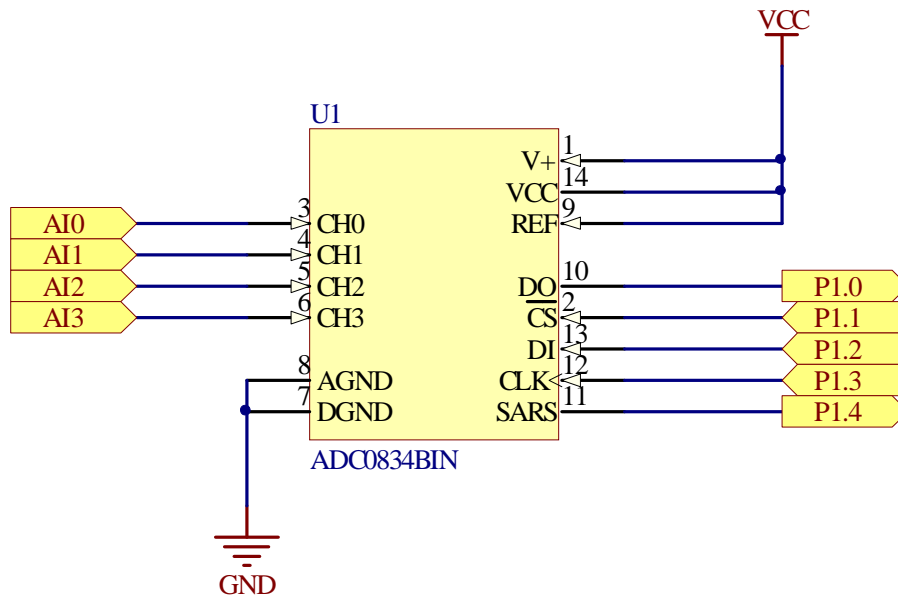 VCC
U1
V+ 1
VCC 14
AI0 3 CH0 REF 9
AI1 4 CH1
AI2 5 CH2 DO 10 P1.0
AI3 6 CH3 CS 2 P1.1
DI 13 P1.2
8 AGND CLK 12 P1.3
7 DGND SARS 11 P1.4
ADC0834BIN
GND